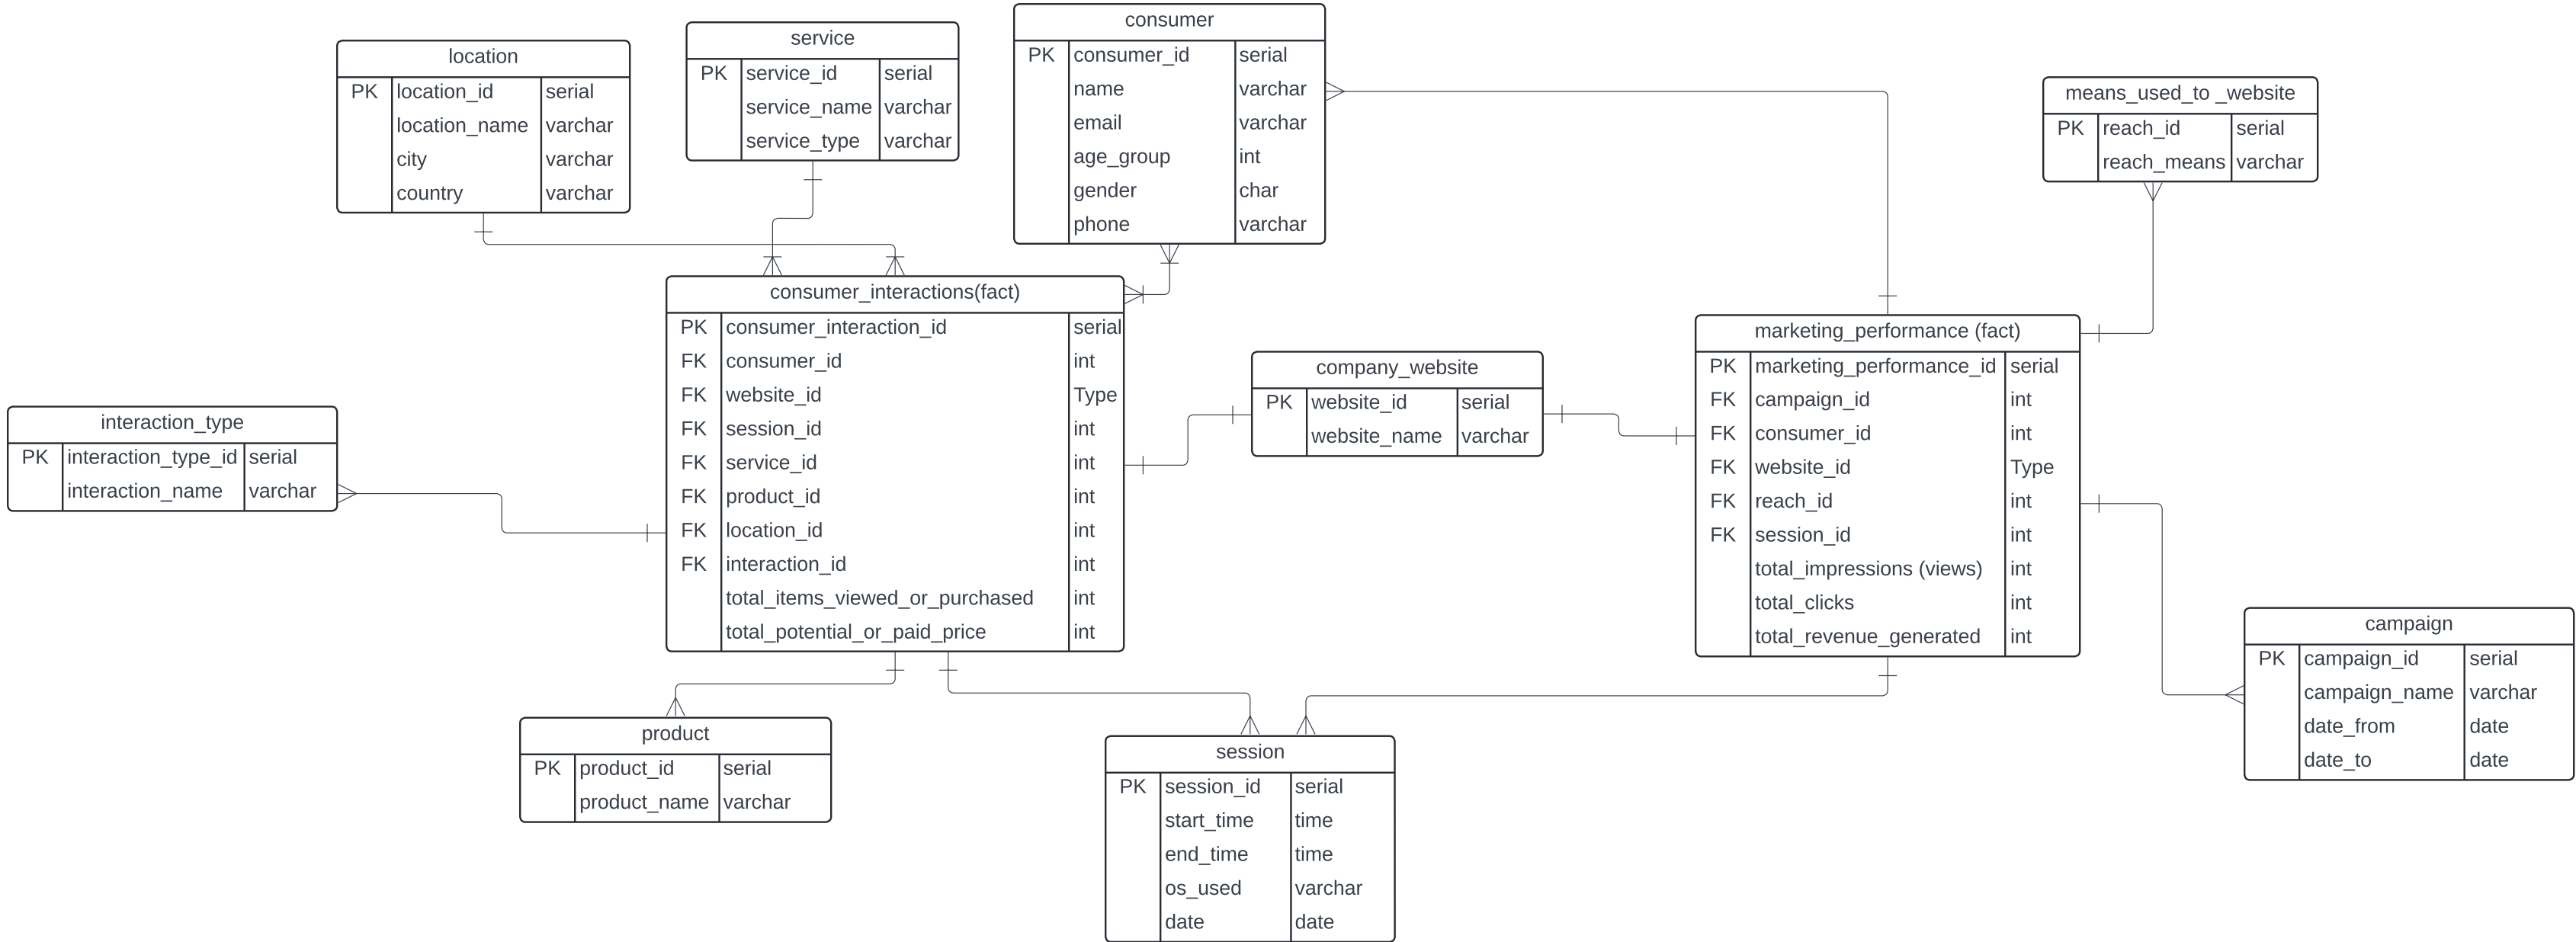 location
PK location_id serial
location_name varchar
city varchar
country varchar
service
PK service_id serial
service_name varchar
service_type varchar
consumer
PK consumer_id serial
name varchar
email varchar
age_group int
gender char
phone varchar
means_used_to _website
PK reach_id serial
reach_means varchar
interaction_type
PK interaction_type_id serial
interaction_name varchar
consumer_interactions(fact)
PK consumer_interaction_id serial
FK consumer_id int
FK website_id Type
FK session_id int
FK service_id int
FK product_id int
FK location_id int
FK interaction_id int
total_items_viewed_or_purchased int
total_potential_or_paid_price int
company_website
PK website_id serial
website_name varchar
marketing_performance (fact)
PK marketing_performance_id serial
FK campaign_id int
FK consumer_id int
FK website_id Type
FK reach_id int
FK session_id int
total_impressions (views) int
total_clicks int
total_revenue_generated int
campaign
PK campaign_id serial
campaign_name varchar
date_from date
date_to date
product
PK product_id serial
product_name varchar
session
PK session_id serial
start_time time
end_time time
os_used varchar
date date